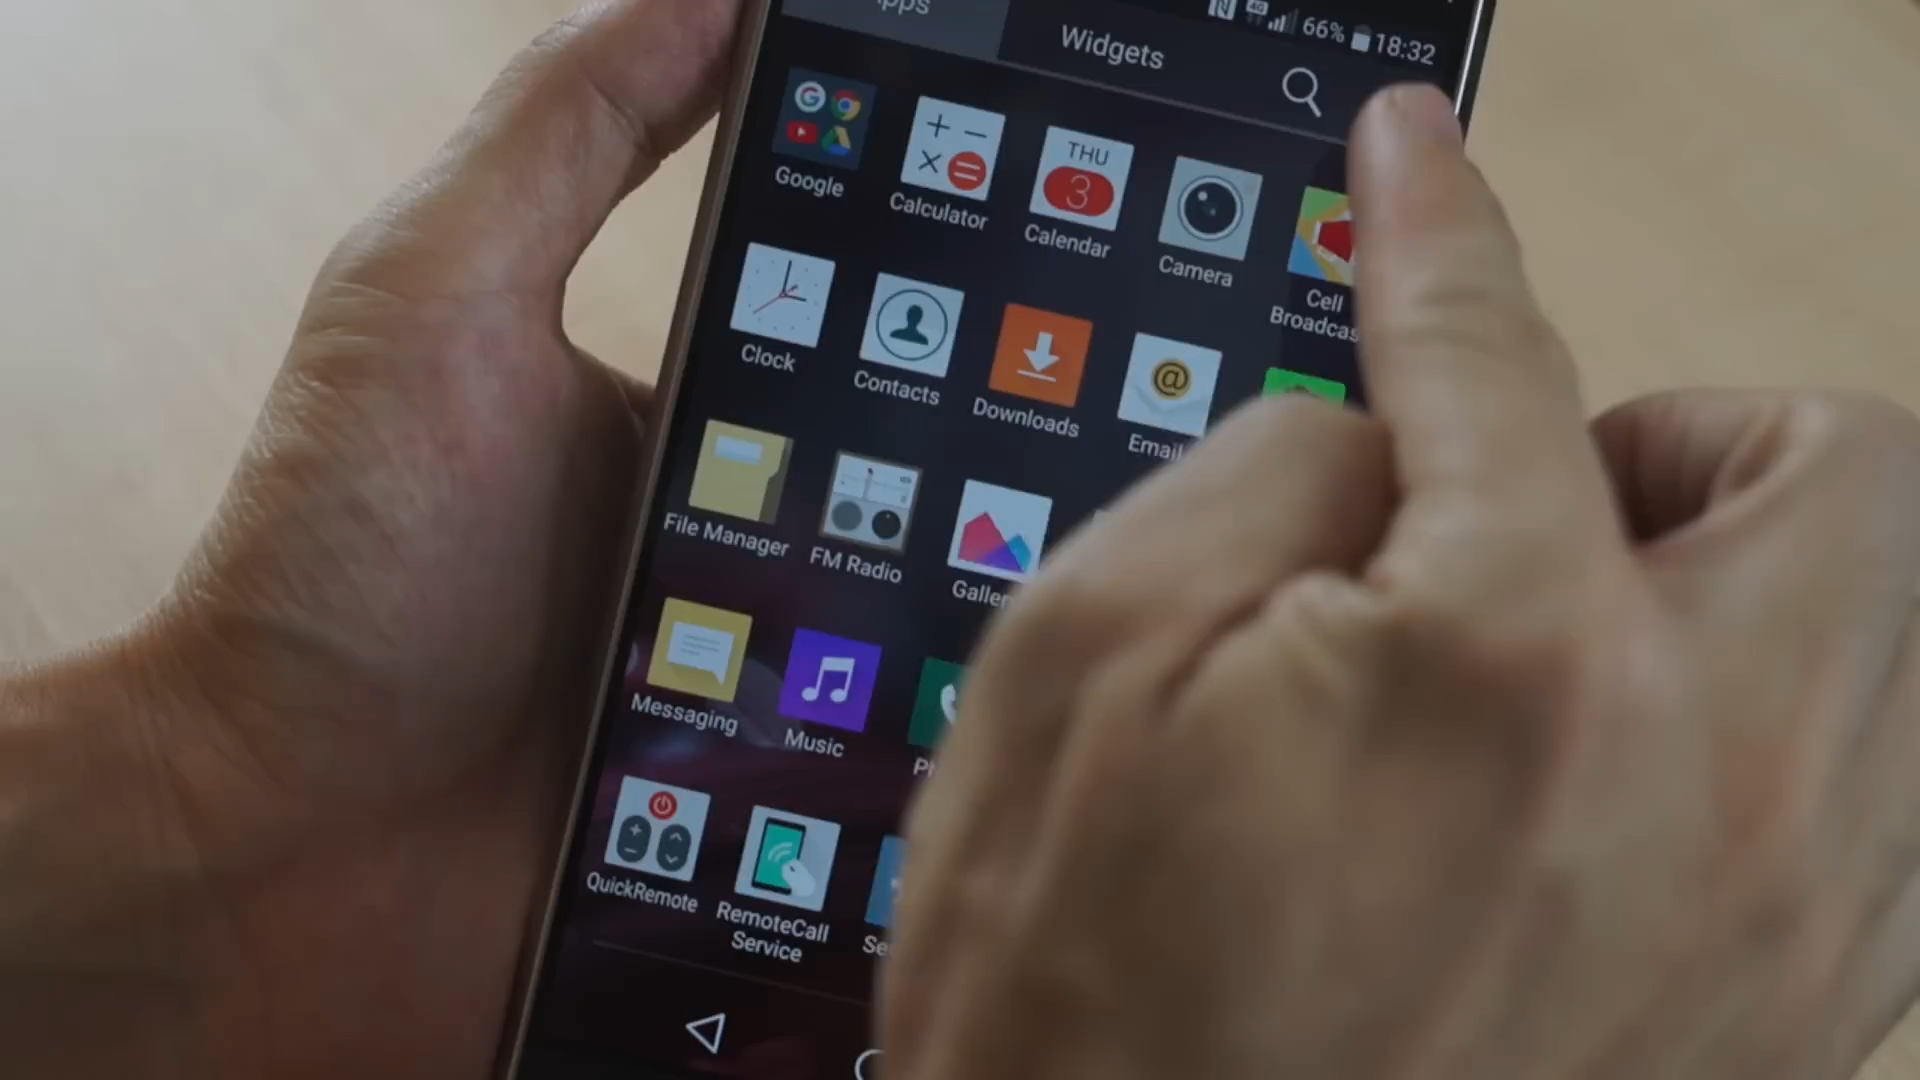 Widgets
66%
18:32
Google
Calculator
THU
3
Calendar
Camera
Cell
Clock
Contacts
Downloads
@
Email
File Manager
FM Radio
Messaging
Music
QuickRemote
RemoteCall
Service